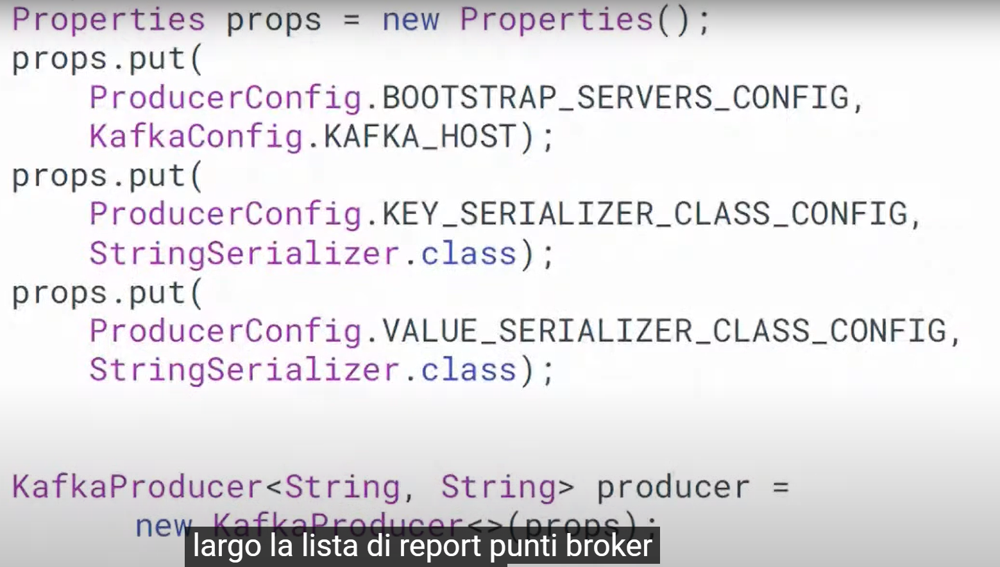 Properties props = new Properties();
props.put(
ProducerConfig.BOOTSTRAP_SERVERS_CONFIG,
KafkaConfig.KAFKA_HOST);
props.put(
ProducerConfig.KEY_SERIALIZER_CLASS_CONFIG,
StringSerializer.class);
props.put(
ProducerConfig.VALUE_SERIALIZER_CLASS_CONFIG,
StringSerializer.class);
KafkaProducer<String, String> producer =
new KafkaProducer<>(props);
largo la lista di report punti broker